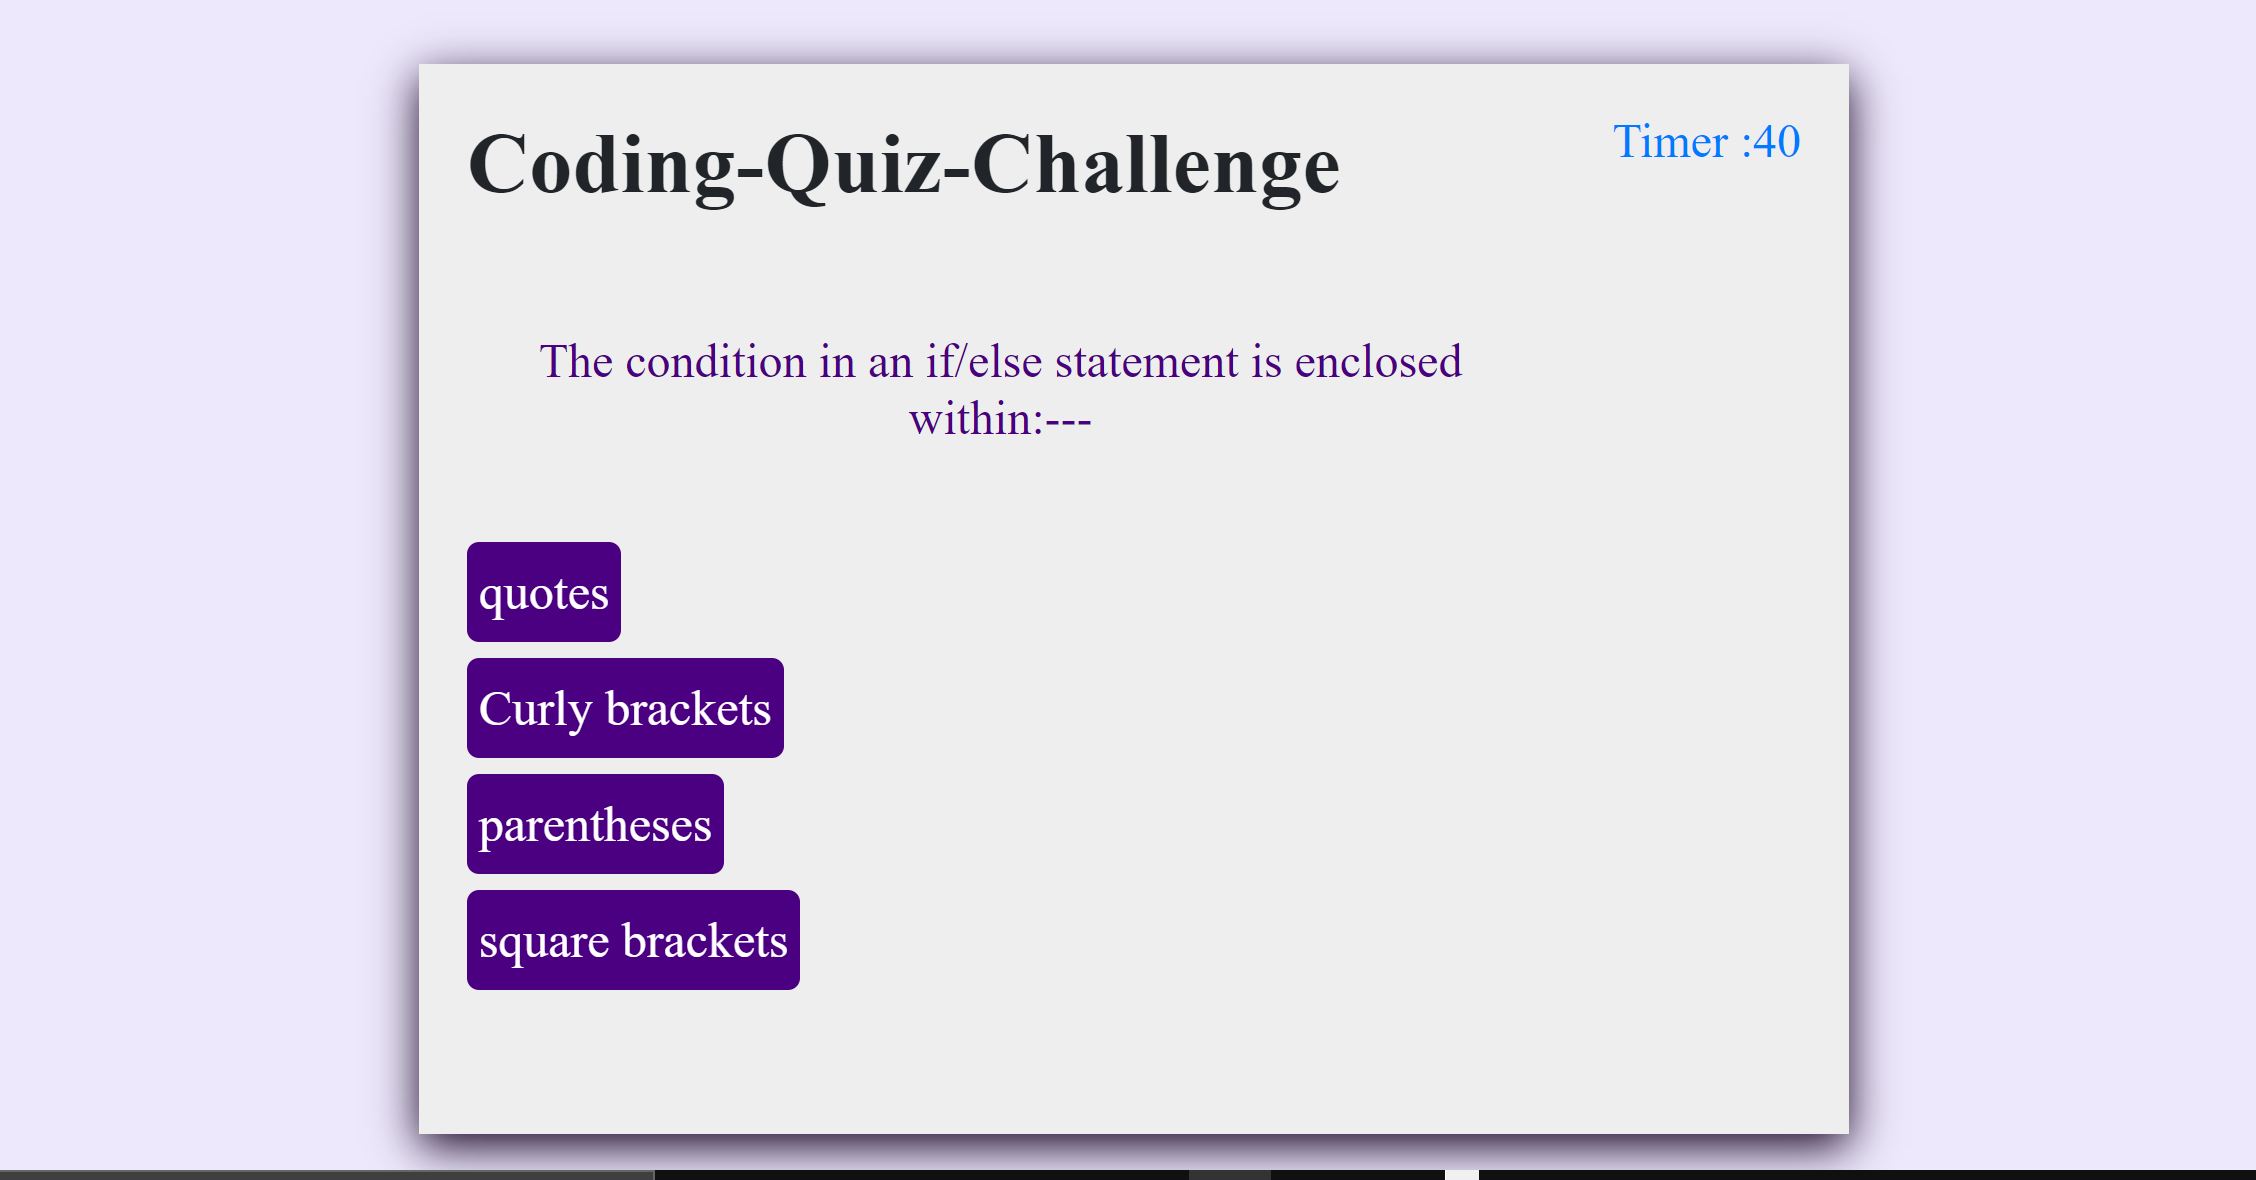 Coding-Quiz-Challenge
Timer :40
The condition in an if/else statement is enclosed
within:---
quotes
Curly brackets
parentheses
square brackets